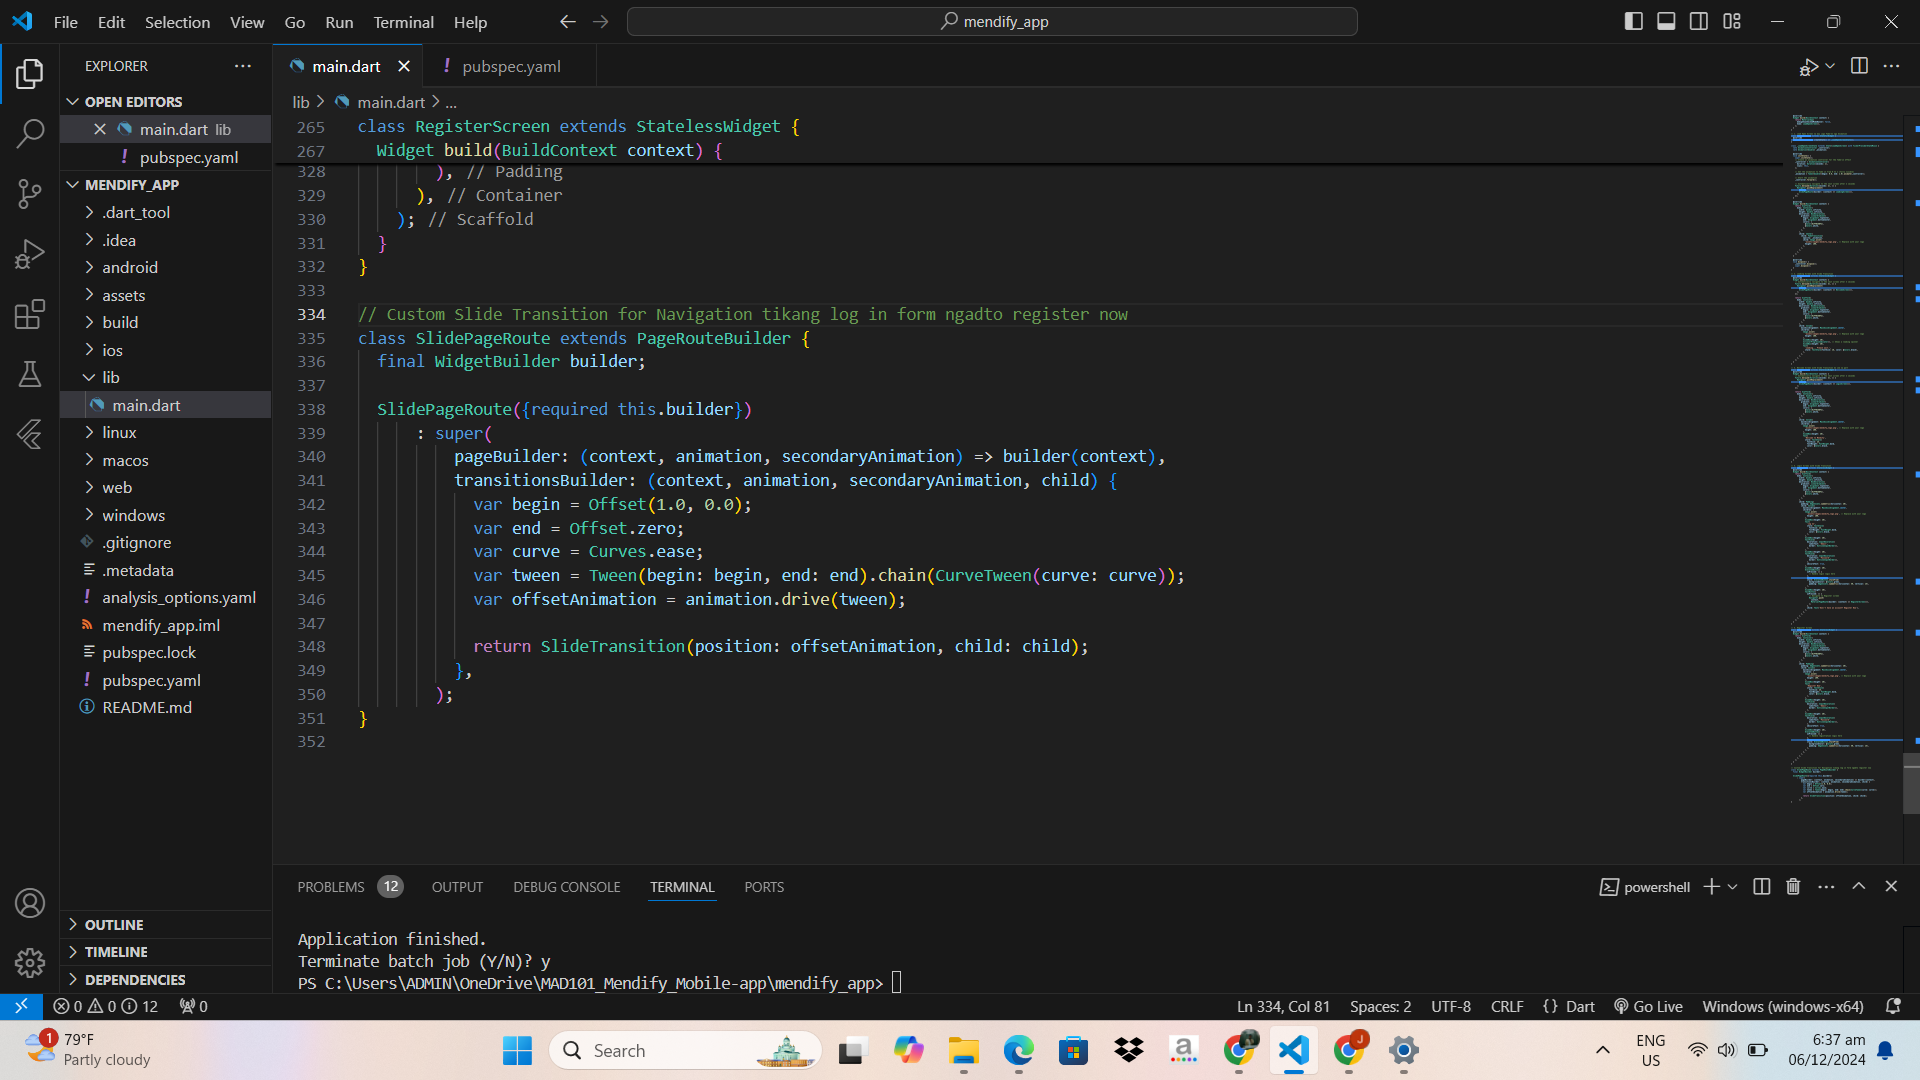 File Edit Selection View Go Run Terminal Help
mendify_app
EXPLORER
OPEN EDITORS
main.dart lib
pubspec.yaml
MENDIFY_APP
.dart_tool
.idea
android
assets
build
ios
lib
main.dart
linux
macos
web
windows
.gitignore
.metadata
analysis_options.yaml
mendify_app.iml
pubspec.lock
pubspec.yaml
README.md
OUTLINE
TIMELINE
DEPENDENCIES
main.dart
pubspec.yaml
lib > main.dart > ...
265 class RegisterScreen extends StatelessWidget {
267 Widget build(BuildContext context) {
328 ), // Padding
329 ), // Container
330 ); // Scaffold
331 }
332 }
333
334 // Custom Slide Transition for Navigation tikang log in form ngadto register now
335 class SlidePageRoute extends PageRouteBuilder {
336 final WidgetBuilder builder;
337
338 SlidePageRoute({required this.builder})
339 : super(
340 pageBuilder: (context, animation, secondaryAnimation) => builder(context),
341 transitionsBuilder: (context, animation, secondaryAnimation, child) {
342 var begin = Offset(1.0, 0.0);
343 var end = Offset.zero;
344 var curve = Curves.ease;
345 var tween = Tween(begin: begin, end: end).chain(CurveTween(curve: curve));
346 var offsetAnimation = animation.drive(tween);
347
348 return SlideTransition(position: offsetAnimation, child: child);
349 },
350 );
351 }
352
PROBLEMS 12 OUTPUT DEBUG CONSOLE TERMINAL PORTS
powershell
Application finished.
Terminate batch job (Y/N)? y
PS C:\Users\ADMIN\OneDrive\MAD101_Mendify_Mobile-app\mendify_app>
0 0 12 0
Ln 334, Col 81 Spaces: 2 UTF-8 CRLF {} Dart Go Live Windows (windows-x64)
1
79°F
Partly cloudy
Search
a
J
ENG
US
6:37 am
06/12/2024